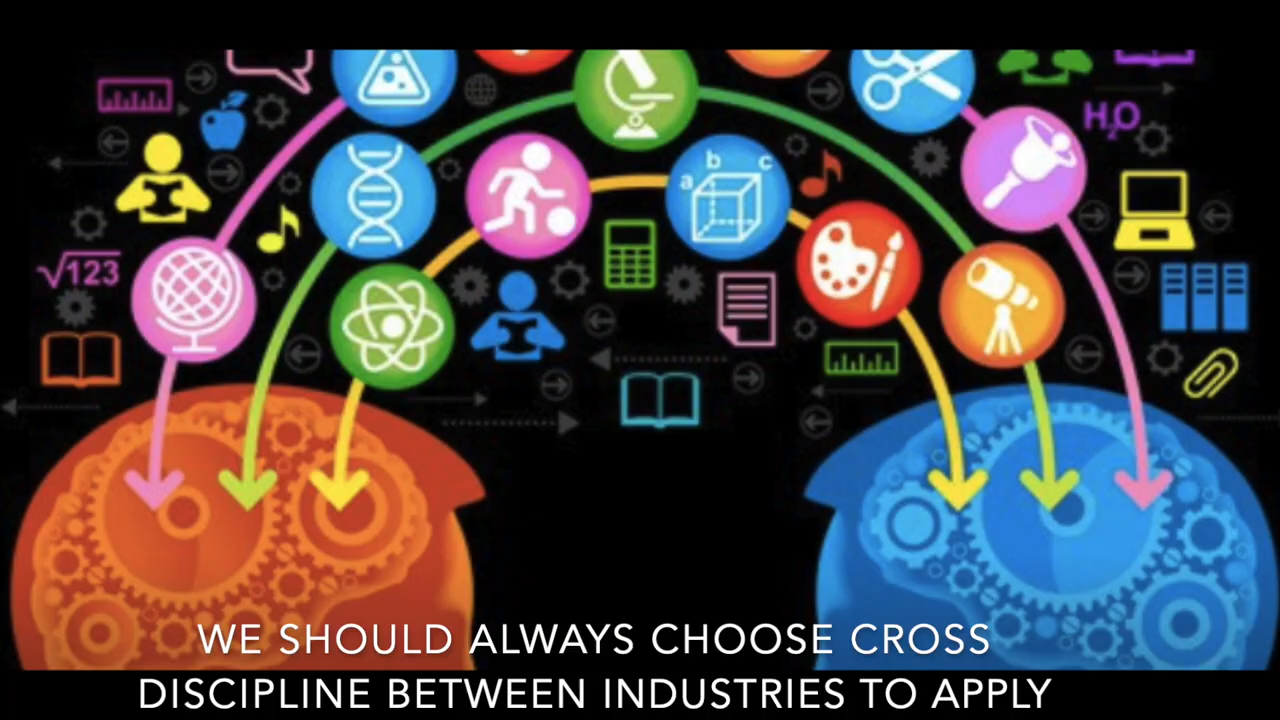 H₂O
b
a
c
√123
WE SHOULD ALWAYS CHOOSE CROSS
DISCIPLINE BETWEEN INDUSTRIES TO APPLY